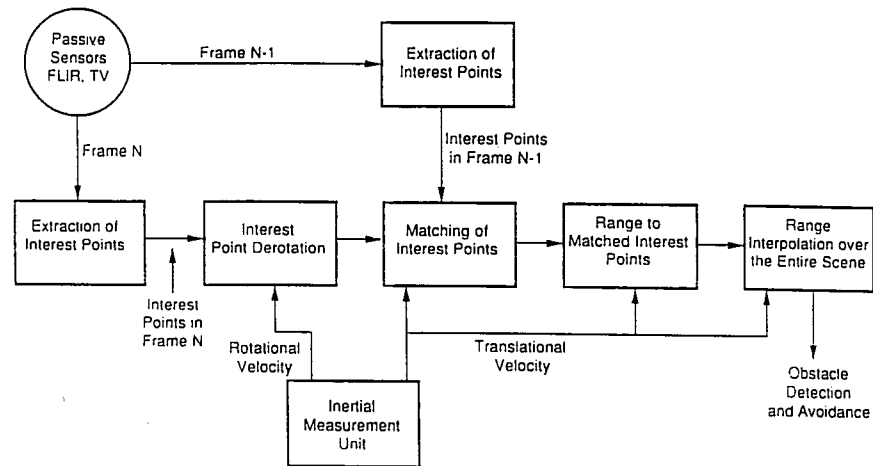 Passive
Sensors
FLIR, TV
Frame N-1
Extraction of
Interest Points
Frame N
Interest Points
in Frame N-1
Extraction of
Interest Points
Interest
Point Derotation
Matching of
Interest Points
Range to
Matched Interest
Points
Range
Interpolation over
the Entire Scene
Interest
Points in
Frame N
Rotational
Velocity
Translational
Velocity
Inertial
Measurement
Unit
Obstacle
Detection
and Avoidance